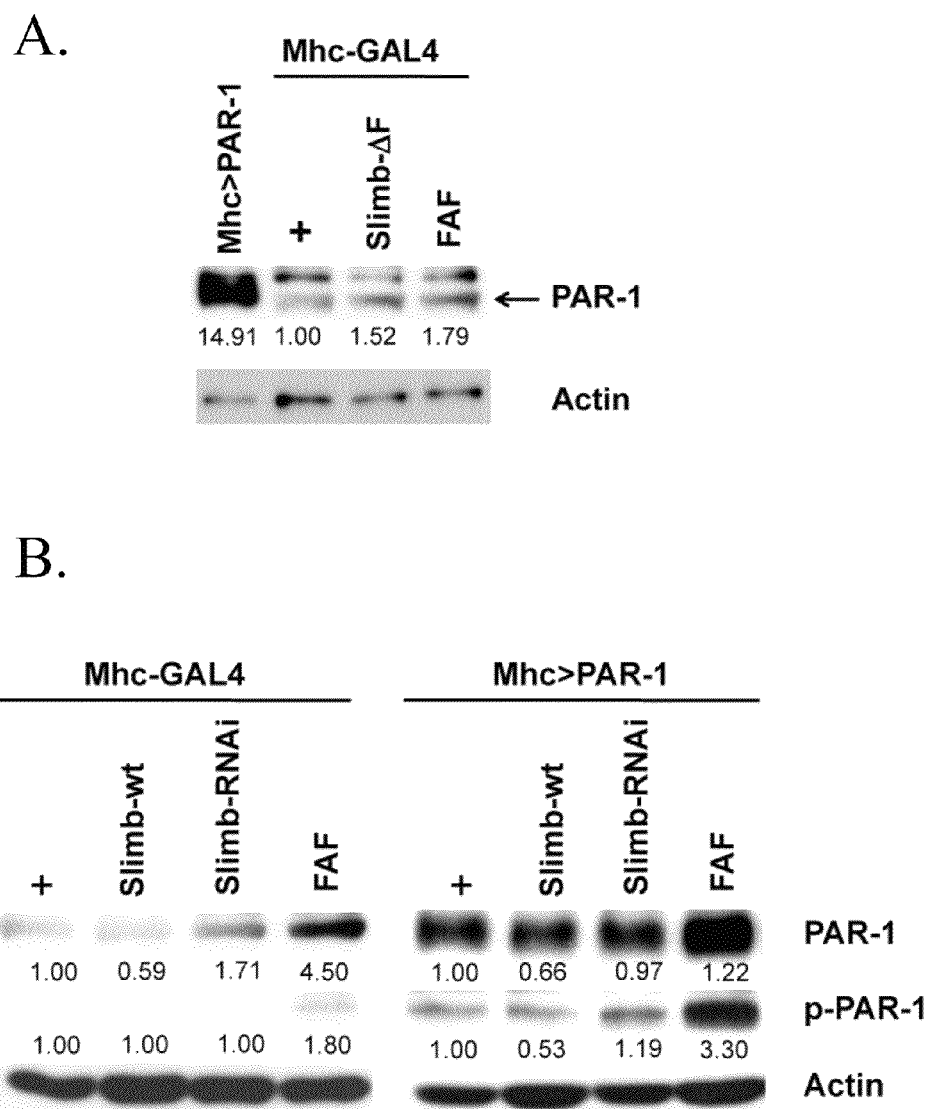 A.
Mhc-GAL4
Mhc>PAR-1
+
Slimb-ΔF
FAF
PAR-1
14.91 1.00 1.52 1.79
Actin
B.
Mhc-GAL4 Mhc>PAR-1
+ Slimb-wt Slimb-RNAi FAF + Slimb-wt Slimb-RNAi FAF
PAR-1
1.00 0.59 1.71 4.50 1.00 0.66 0.97 1.22
p-PAR-1
1.00 1.00 1.00 1.80 1.00 0.53 1.19 3.30
Actin